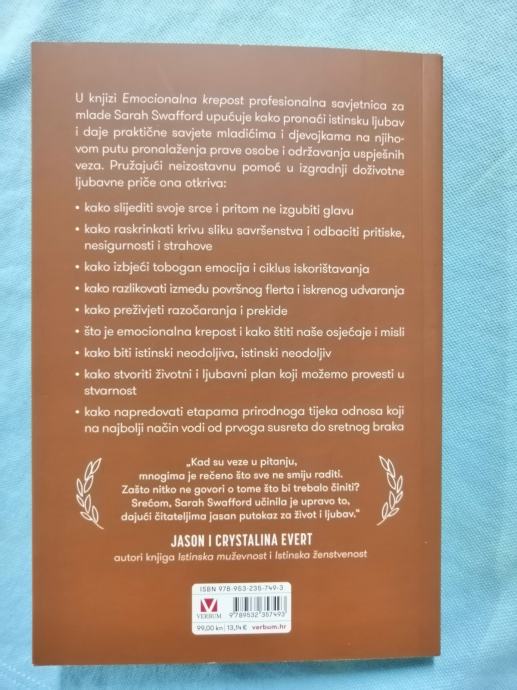 U knjizi Emocionalna krepost profesionalna savjetnica za
mlade Sarah Swafford upućuje kako pronaći istinsku ljubav
i daje praktične savjete mladićima i djevojkama na njiho-
vom putu pronalaženja prave osobe i održavanja uspješnih
veza. Pružajući neizostavnu pomoć u izgradnji doživotne
ljubavne priče ona otkriva:
• kako slijediti svoje srce i pritom ne izgubiti glavu
• kako raskrinkati krivu sliku savršenstva i odbaciti pritiske,
nesigurnosti i strahove
• kako izbjeći tobogan emocija i ciklus iskorištavanja
• kako razlikovati između površnog flerta i iskrenog udvaranja
• kako preživjeti razočaranja i prekide
• što je emocionalna krepost i kako štiti naše osjećaje i misli
• kako biti istinski neodoljiva, istinski neodoljiv
• kako stvoriti životni i ljubavni plan koji možemo provesti u
stvarnost
• kako napredovati etapama prirodnoga tijeka odnosa koji
na najbolji način vodi od prvoga susreta do sretnog braka
„Kad su veze u pitanju,
mnogima je rečeno što sve ne smiju raditi.
Zašto nitko ne govori o tome što bi trebalo činiti?
Srećom, Sarah Swafford učinila je upravo to,
dajući čitateljima jasan putokaz za život i ljubav.“
JASON I CRYSTALINA EVERT
autori knjiga Istinska muževnost i Istinska ženstvenost
ISBN 978-953-235-749-3
VERBUM
9789532357493
99,00 kn | 13,14 € | verbum.hr